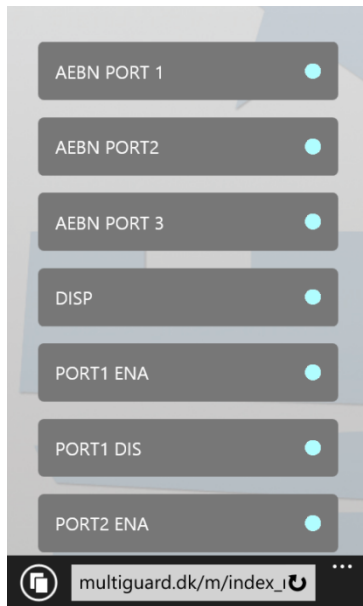 AEBN PORT 1
AEBN PORT2
AEBN PORT 3
DISP
PORT1 ENA
PORT1 DIS
PORT2 ENA
multiguard.dk/m/index_